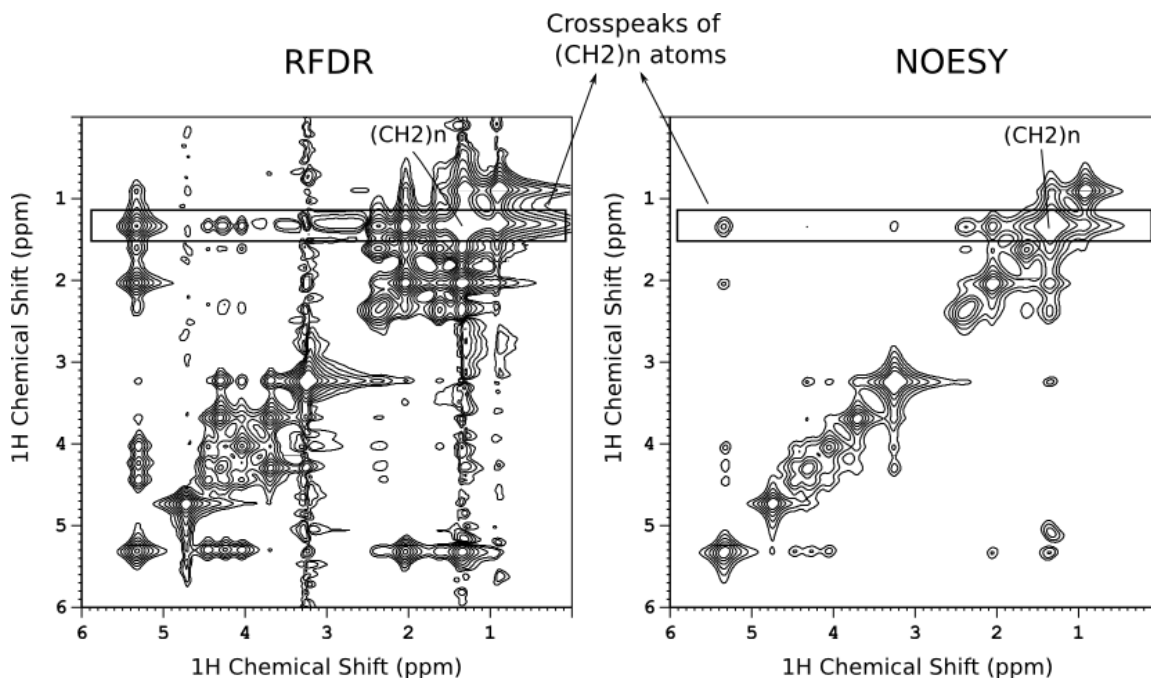 Crosspeaks of
(CH2)n atoms
RFDR
NOESY
(CH2)n
(CH2)n
1
2
3
4
5
6
1H Chemical Shift (ppm)
6 5 4 3 2 1
1H Chemical Shift (ppm)
1
2
3
4
5
6
1H Chemical Shift (ppm)
6 5 4 3 2 1
1H Chemical Shift (ppm)